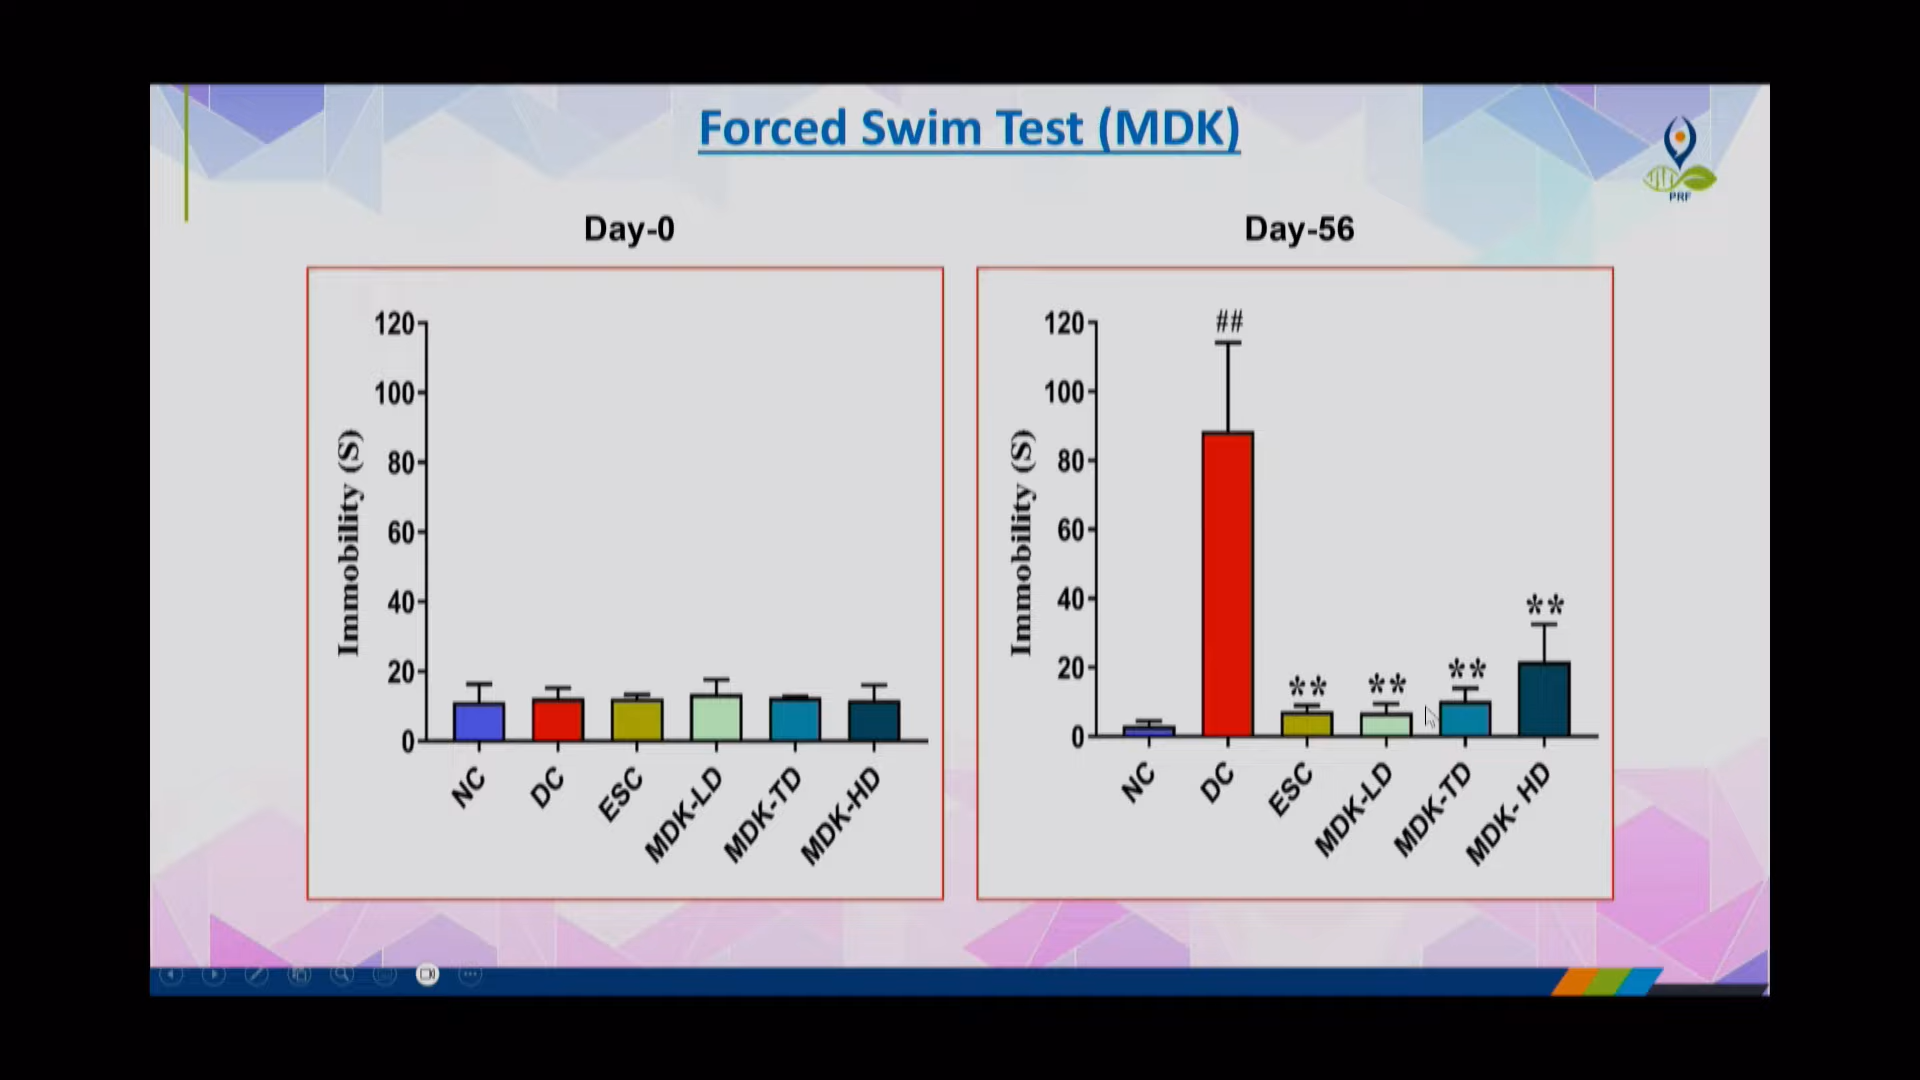 Forced Swim Test (MDK)
PRF
Day-0
Immobility (S)
120
100
80
60
40
20
0
NC
DC
ESC
MDK-LD
MDK-TD
MDK-HD
Day-56
Immobility (S)
120
100
80
60
40
20
0
##
**
**
**
**
NC
DC
ESC
MDK-LD
MDK-TD
MDK- HD